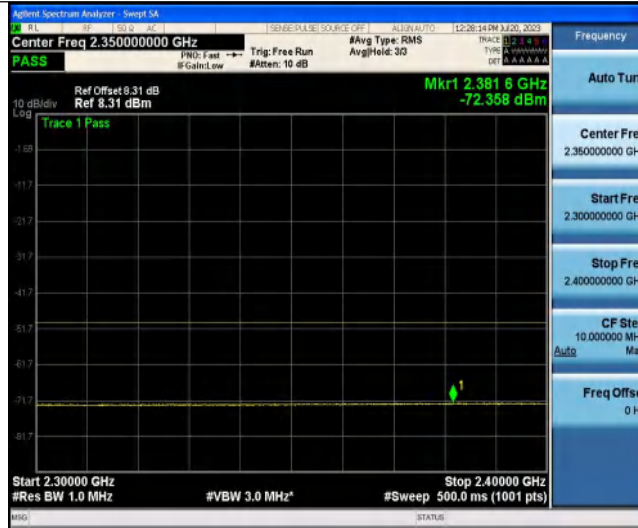 Agilent Spectrum Analyzer - Swept SA
RL RF 50 Ω AC SENSE:PULSE SOURCE OFF ALIGN AUTO 12:28:14 PM Jul 20, 2023
Center Freq 2.350000000 GHz
PNO: Fast Trig: Free Run #Avg Type: RMS TRACE 1 2 3 4 5 6
PASS IFGain:Low #Atten: 10 dB Avg|Hold: 3/3 TYPE
DET A A A A A A
Ref Offset 8.31 dB Mkr1 2.381 6 GHz
10 dB/div Ref 8.31 dBm -72.358 dBm
Log
Trace 1 Pass
-1.69
-11.7
-21.7
-31.7
-41.7
-51.7
-61.7
1
-71.7
-81.7
Start 2.30000 GHz Stop 2.40000 GHz
#Res BW 1.0 MHz #VBW 3.0 MHz* #Sweep 500.0 ms (1001 pts)
MSG STATUS
Frequency
Auto Tun
Center Fre
2.350000000 GH
Start Fre
2.300000000 GH
Stop Fre
2.400000000 GH
CF Ste
10.000000 MH
Auto Ma
Freq Offs
0 H